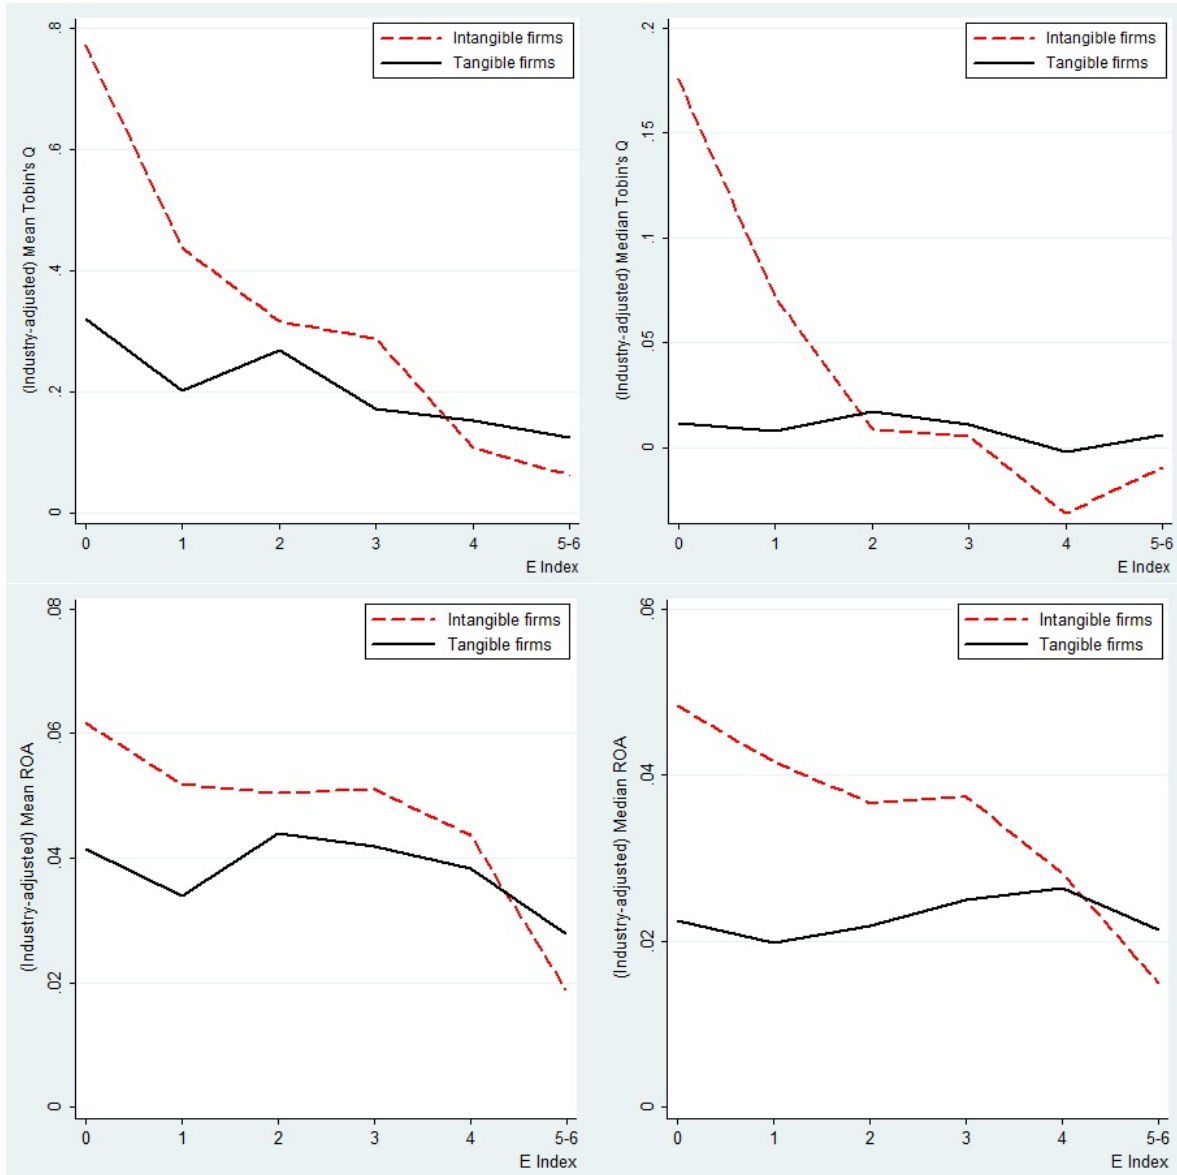 (Industry-adjusted) Mean Tobin's Q
.8
.6
.4
.2
0
Intangible firms
Tangible firms
0 1 2 3 4 5-6
E Index
(Industry-adjusted) Median Tobin's Q
.2
.15
.1
.05
0
Intangible firms
Tangible firms
0 1 2 3 4 5-6
E Index
(Industry-adjusted) Mean ROA
.08
.06
.04
.02
0
Intangible firms
Tangible firms
0 1 2 3 4 5-6
E Index
(Industry-adjusted) Median ROA
.06
.04
.02
0
Intangible firms
Tangible firms
0 1 2 3 4 5-6
E Index